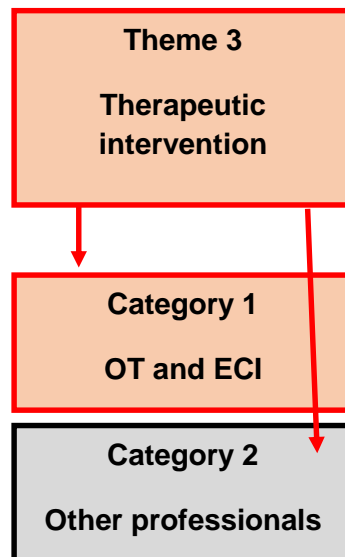 Theme 3
Therapeutic
intervention
Category 1
OT and ECI
Category 2
Other professionals